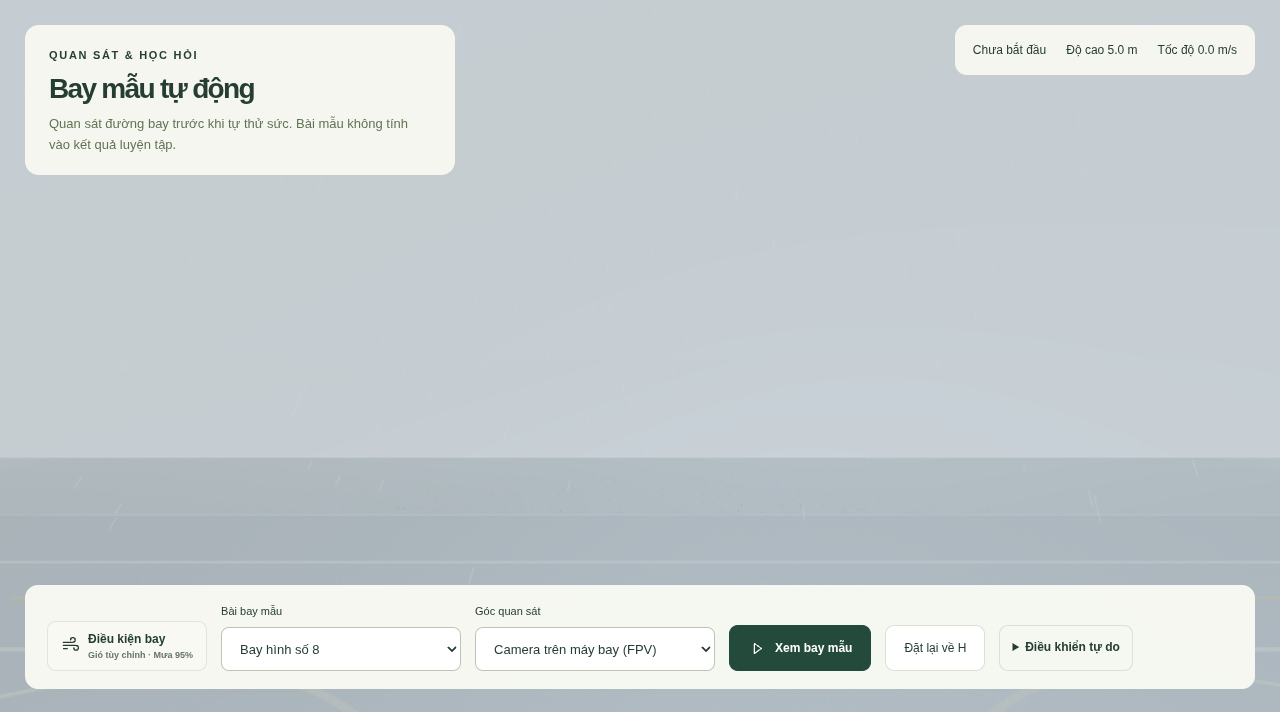 QUAN SÁT & HỌC HỎI
Bay mẫu tự động
Quan sát đường bay trước khi tự thử sức. Bài mẫu không tính
vào kết quả luyện tập.
Chưa bắt đầu Độ cao 5.0 m Tốc độ 0.0 m/s
Điều kiện bay
Gió tùy chỉnh · Mưa 95%
Bài bay mẫu
Bay hình số 8
Góc quan sát
Camera trên máy bay (FPV)
Xem bay mẫu
Đặt lại về H
Điều khiển tự do